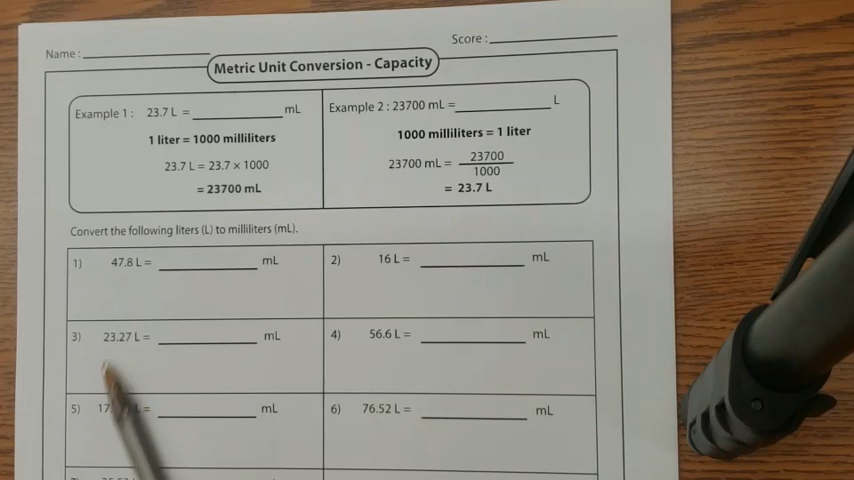 Name :
Score :
Metric Unit Conversion - Capacity
Example 1 : 23.7 L = mL
1 liter = 1000 milliliters
23.7 L = 23.7 × 1000
= 23700 mL
Example 2 : 23700 mL = L
1000 milliliters = 1 liter
23700 mL = 23700
1000
= 23.7 L
Convert the following liters (L) to milliliters (mL).
1) 47.8 L = mL
2) 16 L = mL
3) 23.27 L = mL
4) 56.6 L = mL
5) L = mL
6) 76.52 L = mL